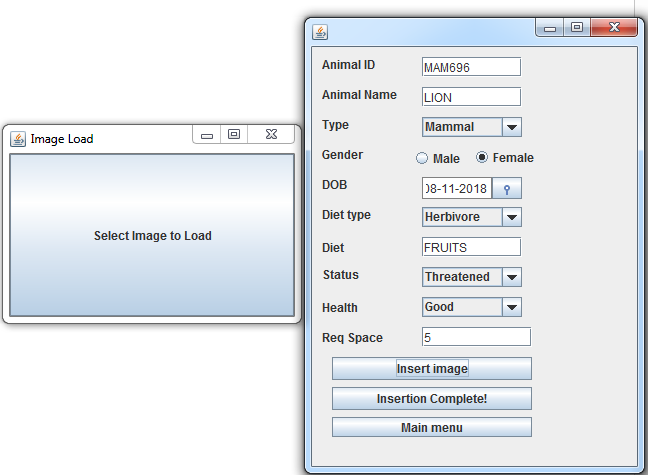 Image Load
Select Image to Load
Animal ID MAM696
Animal Name LION
Type Mammal
Gender Male Female
DOB 08-11-2018
Diet type Herbivore
Diet FRUITS
Status Threatened
Health Good
Req Space 5
Insert image
Insertion Complete!
Main menu